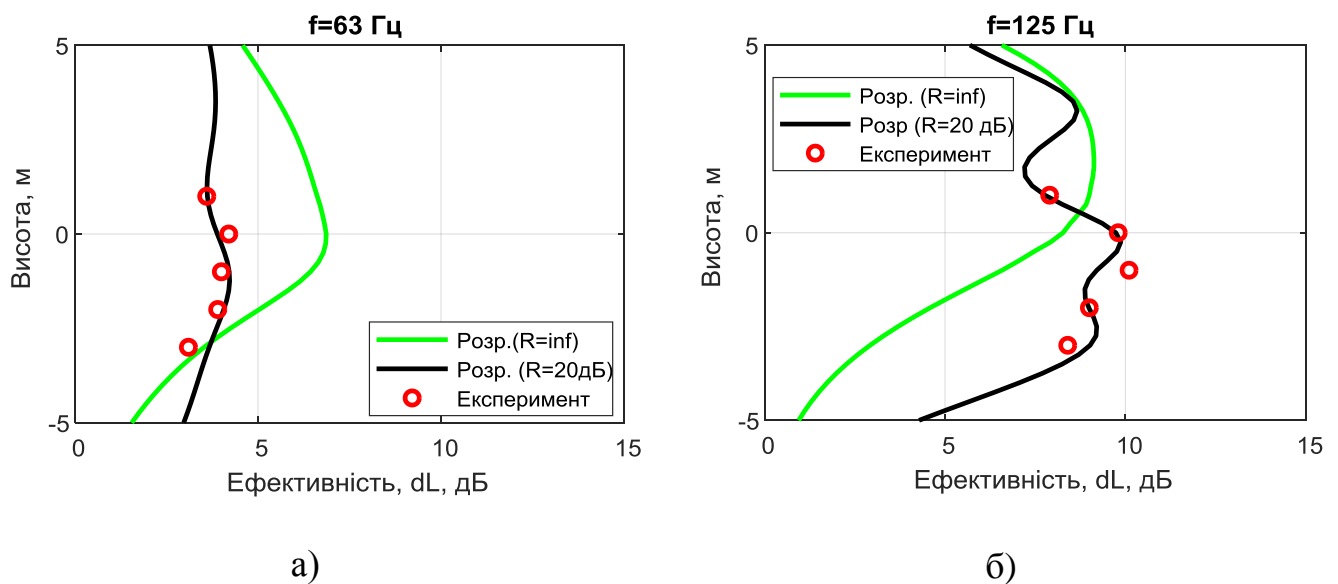 f=63 Гц
5
0
-5
Висота, м
0
5
10
15
Ефективність, dL, дБ
Розр.(R=inf)
Розр. (R=20дБ)
Експеримент
а)
f=125 Гц
5
0
-5
Висота, м
0
5
10
15
Ефективність, dL, дБ
Розр. (R=inf)
Розр (R=20 дБ)
Експеримент
б)